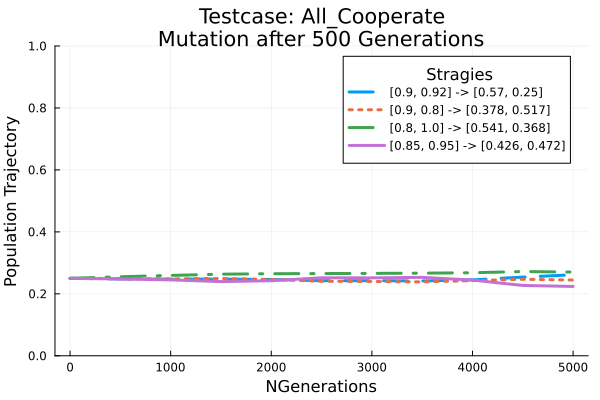 Testcase: All_Cooperate
Mutation after 500 Generations
Stragies
[0.9, 0.92] -> [0.57, 0.25]
[0.9, 0.8] -> [0.378, 0.517]
[0.8, 1.0] -> [0.541, 0.368]
[0.85, 0.95] -> [0.426, 0.472]
Population Trajectory
1.0
0.8
0.6
0.4
0.2
0.0
0 1000 2000 3000 4000 5000
NGenerations